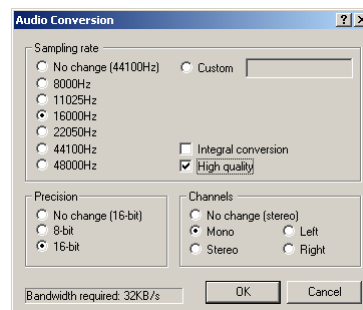 Audio Conversion
Sampling rate
No change (44100Hz)
Custom
8000Hz
11025Hz
16000Hz
22050Hz
44100Hz
Integral conversion
48000Hz
High quality
Precision
No change (16-bit)
8-bit
16-bit
Channels
No change (stereo)
Mono
Left
Stereo
Right
Bandwidth required: 32KB/s
OK
Cancel